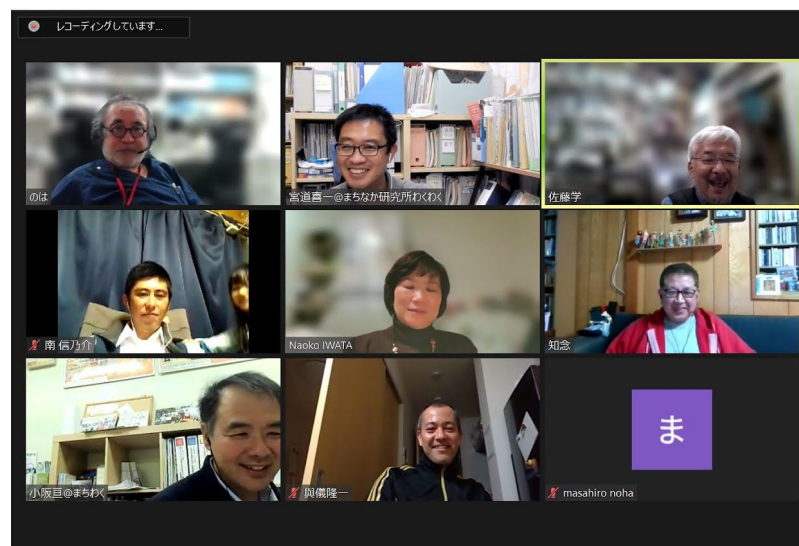 レコーディングしています...
のは
宮道喜一@まちなか研究所わくわく
佐藤学
南 信乃介
Naoko IWATA
知念
小阪亘@まちわく
與儀隆一
ま
masahiro noha